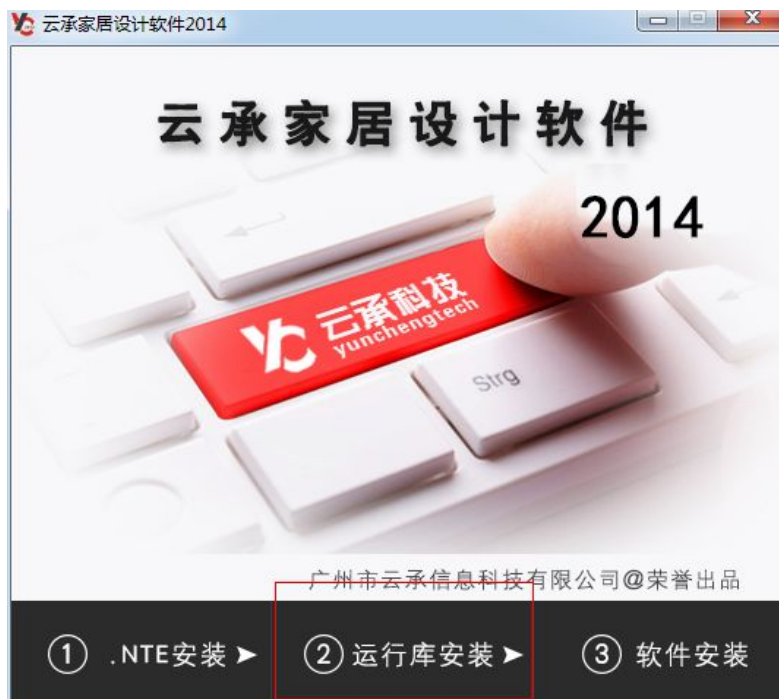 云承家居设计软件2014
云承家居设计软件
2014
YC 云承科技
yunchengtech
Strg
广州市云承信息科技有限公司@荣誉出品
① .NTE安装➤ ② 运行库安装➤ ③ 软件安装